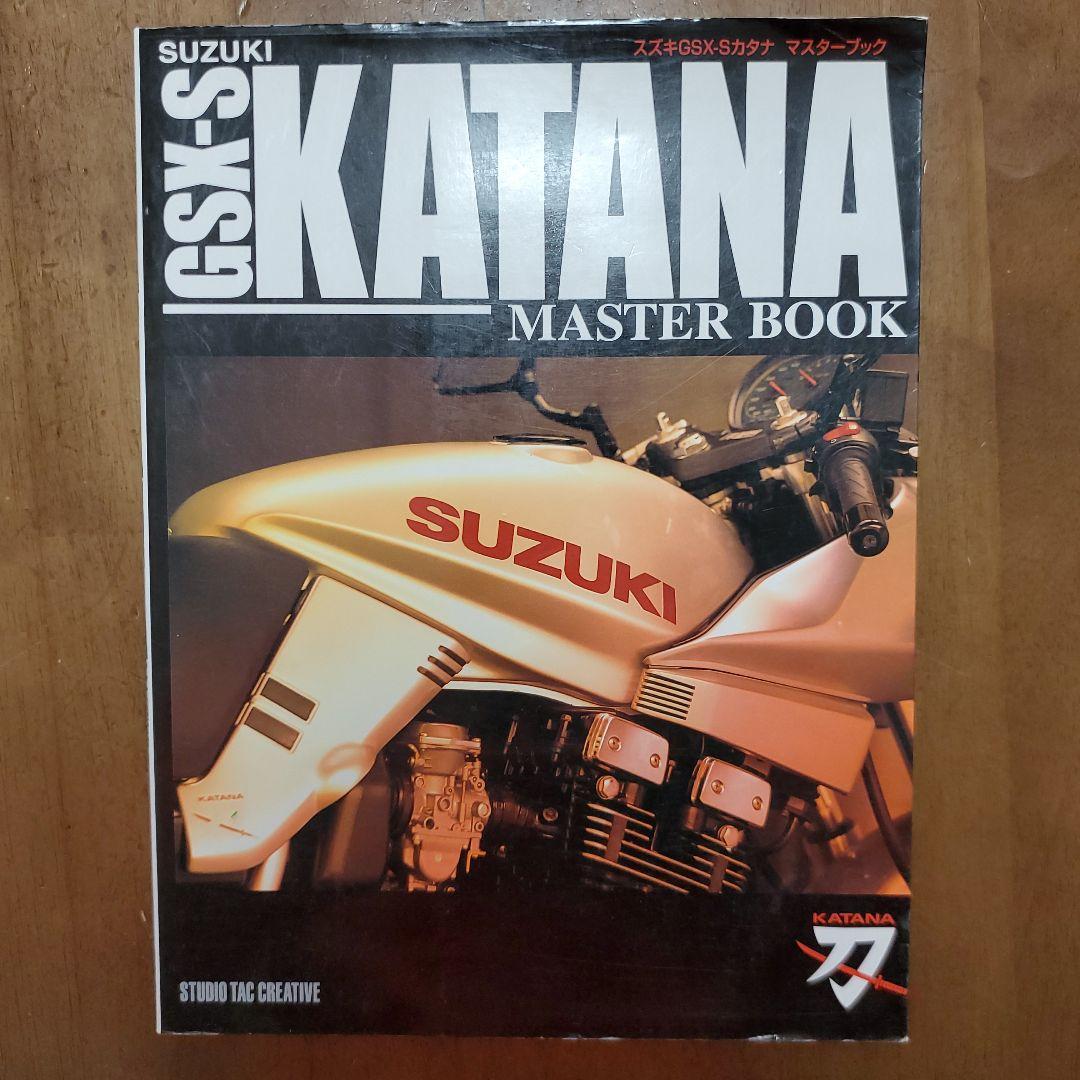 SUZUKI
スズキGSX-Sカタナ マスターブック
GSX-S
KATANA
MASTER BOOK
SUZUKI
KATANA
KATANA
刀
STUDIO TAC CREATIVE